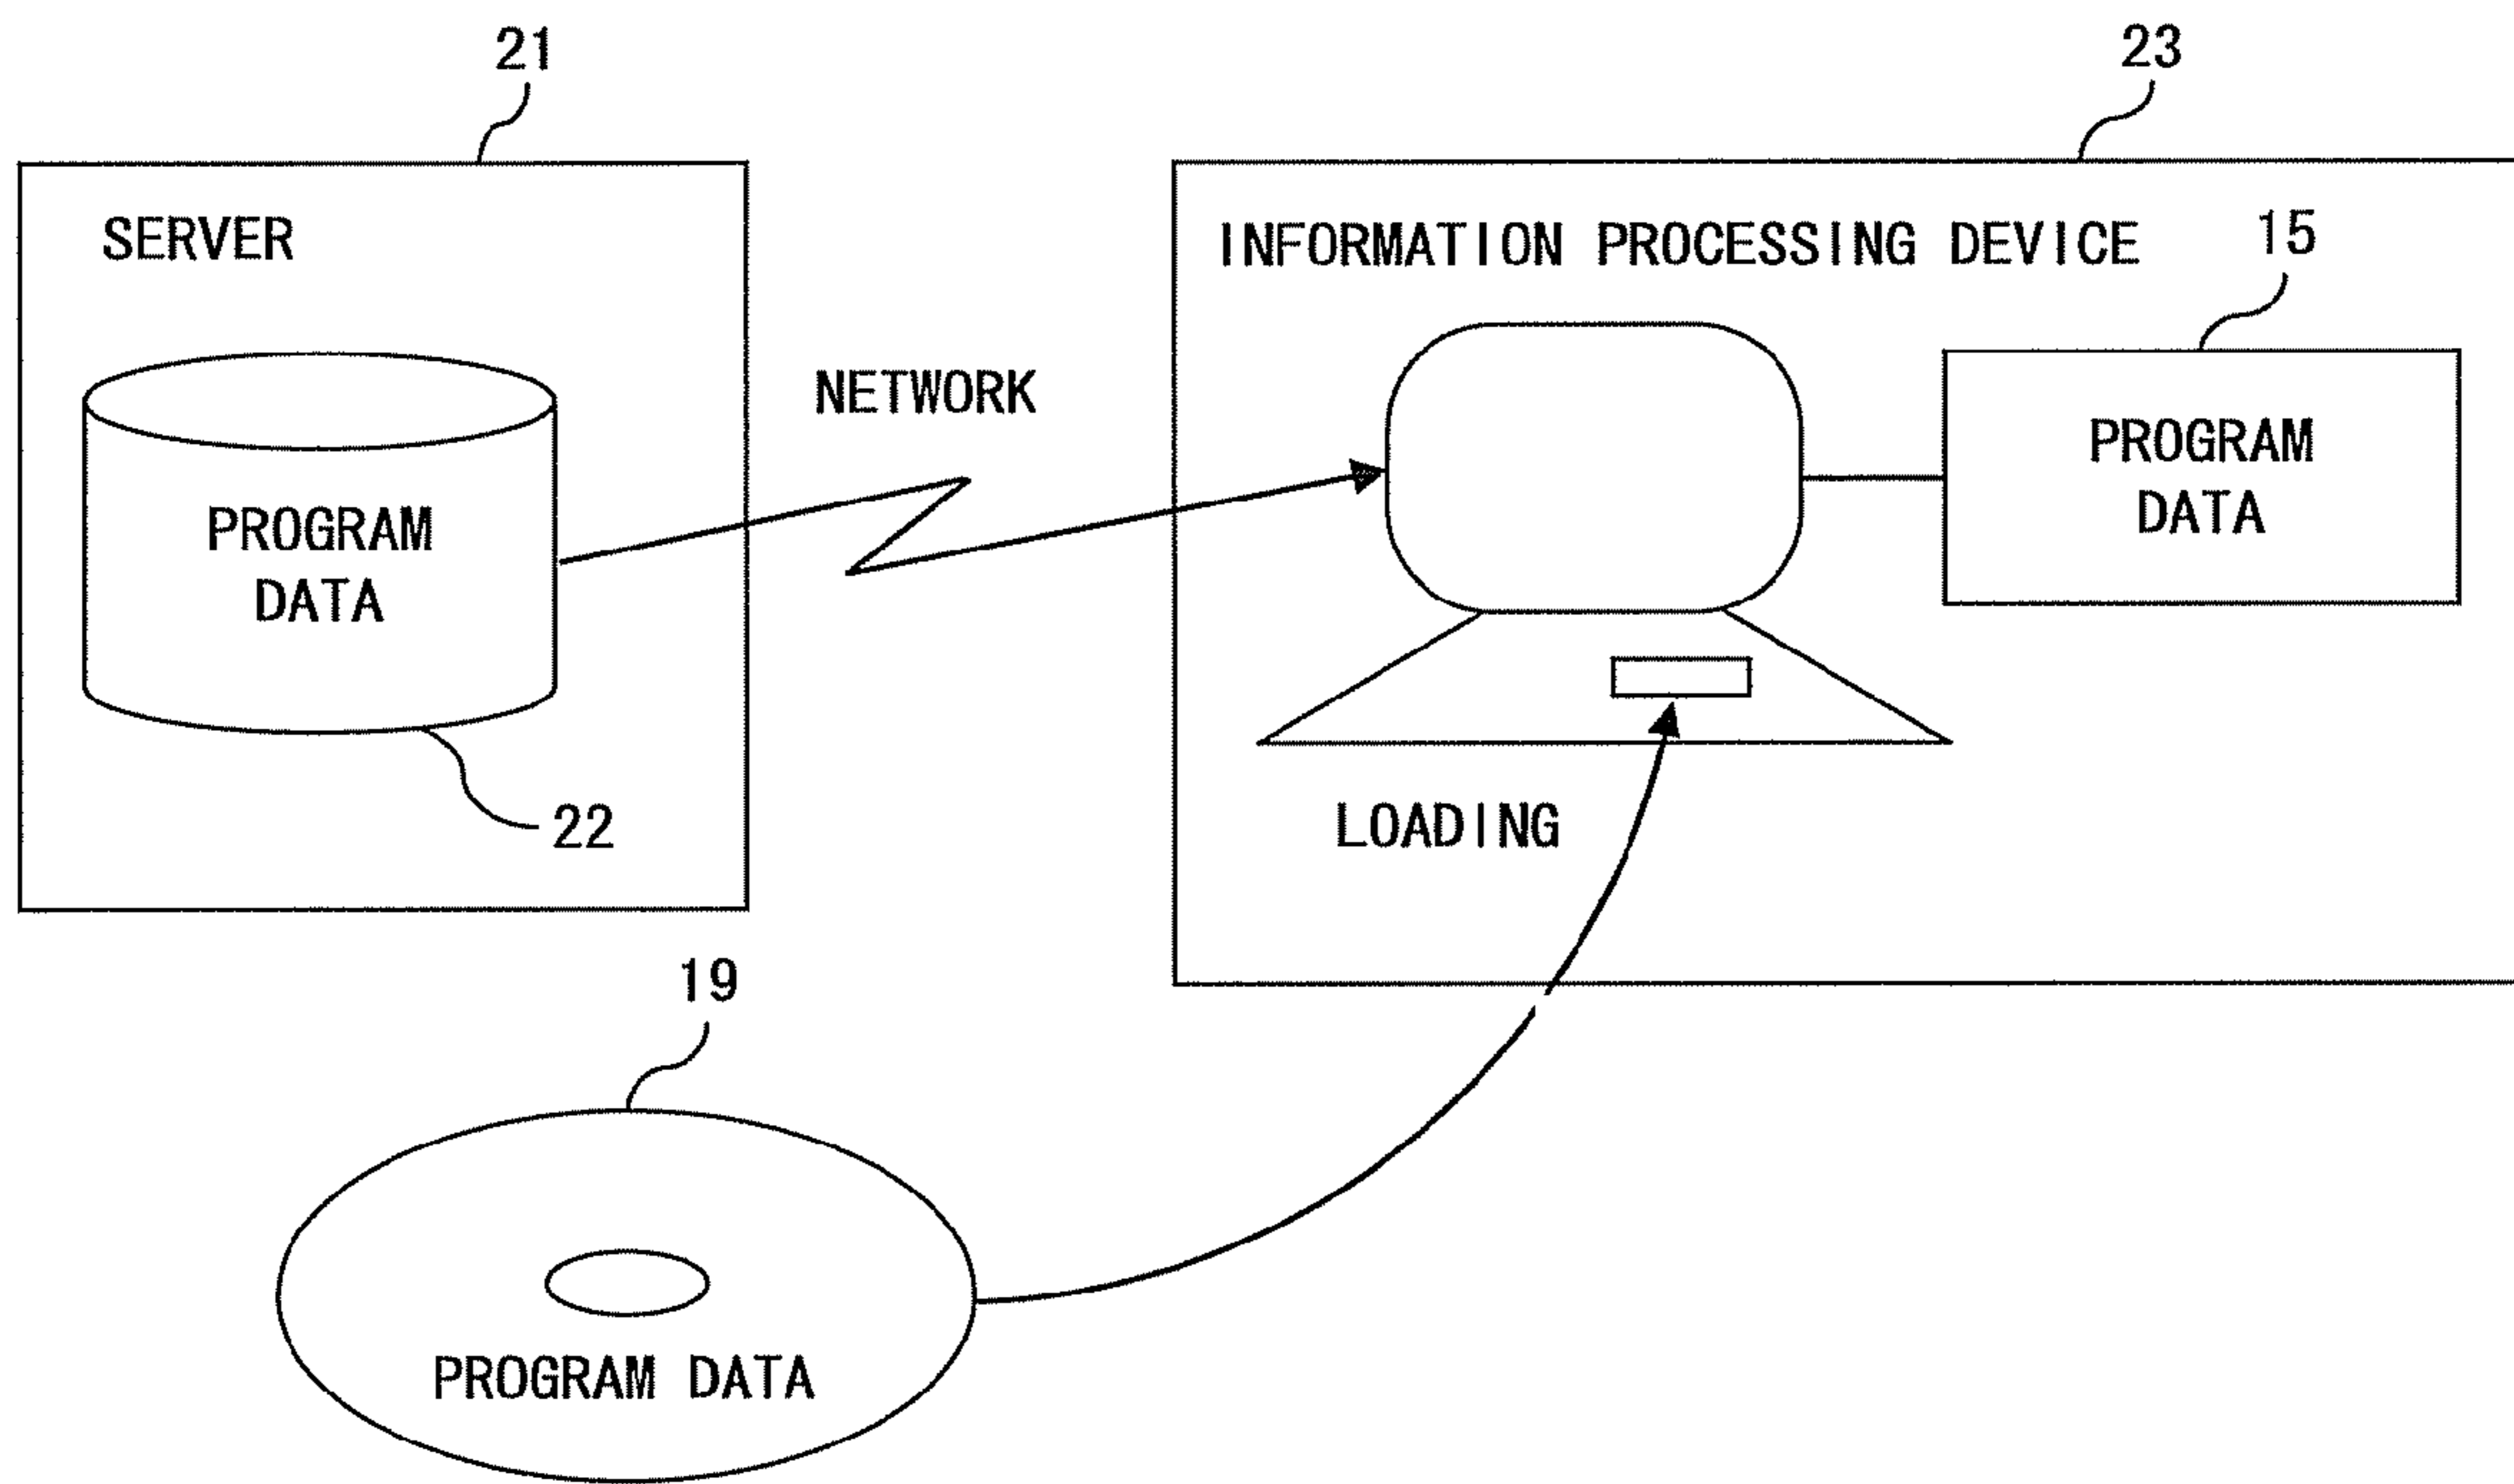 21
23
SERVER
INFORMATION PROCESSING DEVICE
15
NETWORK
PROGRAM
DATA
PROGRAM
DATA
22
LOADING
19
PROGRAM DATA